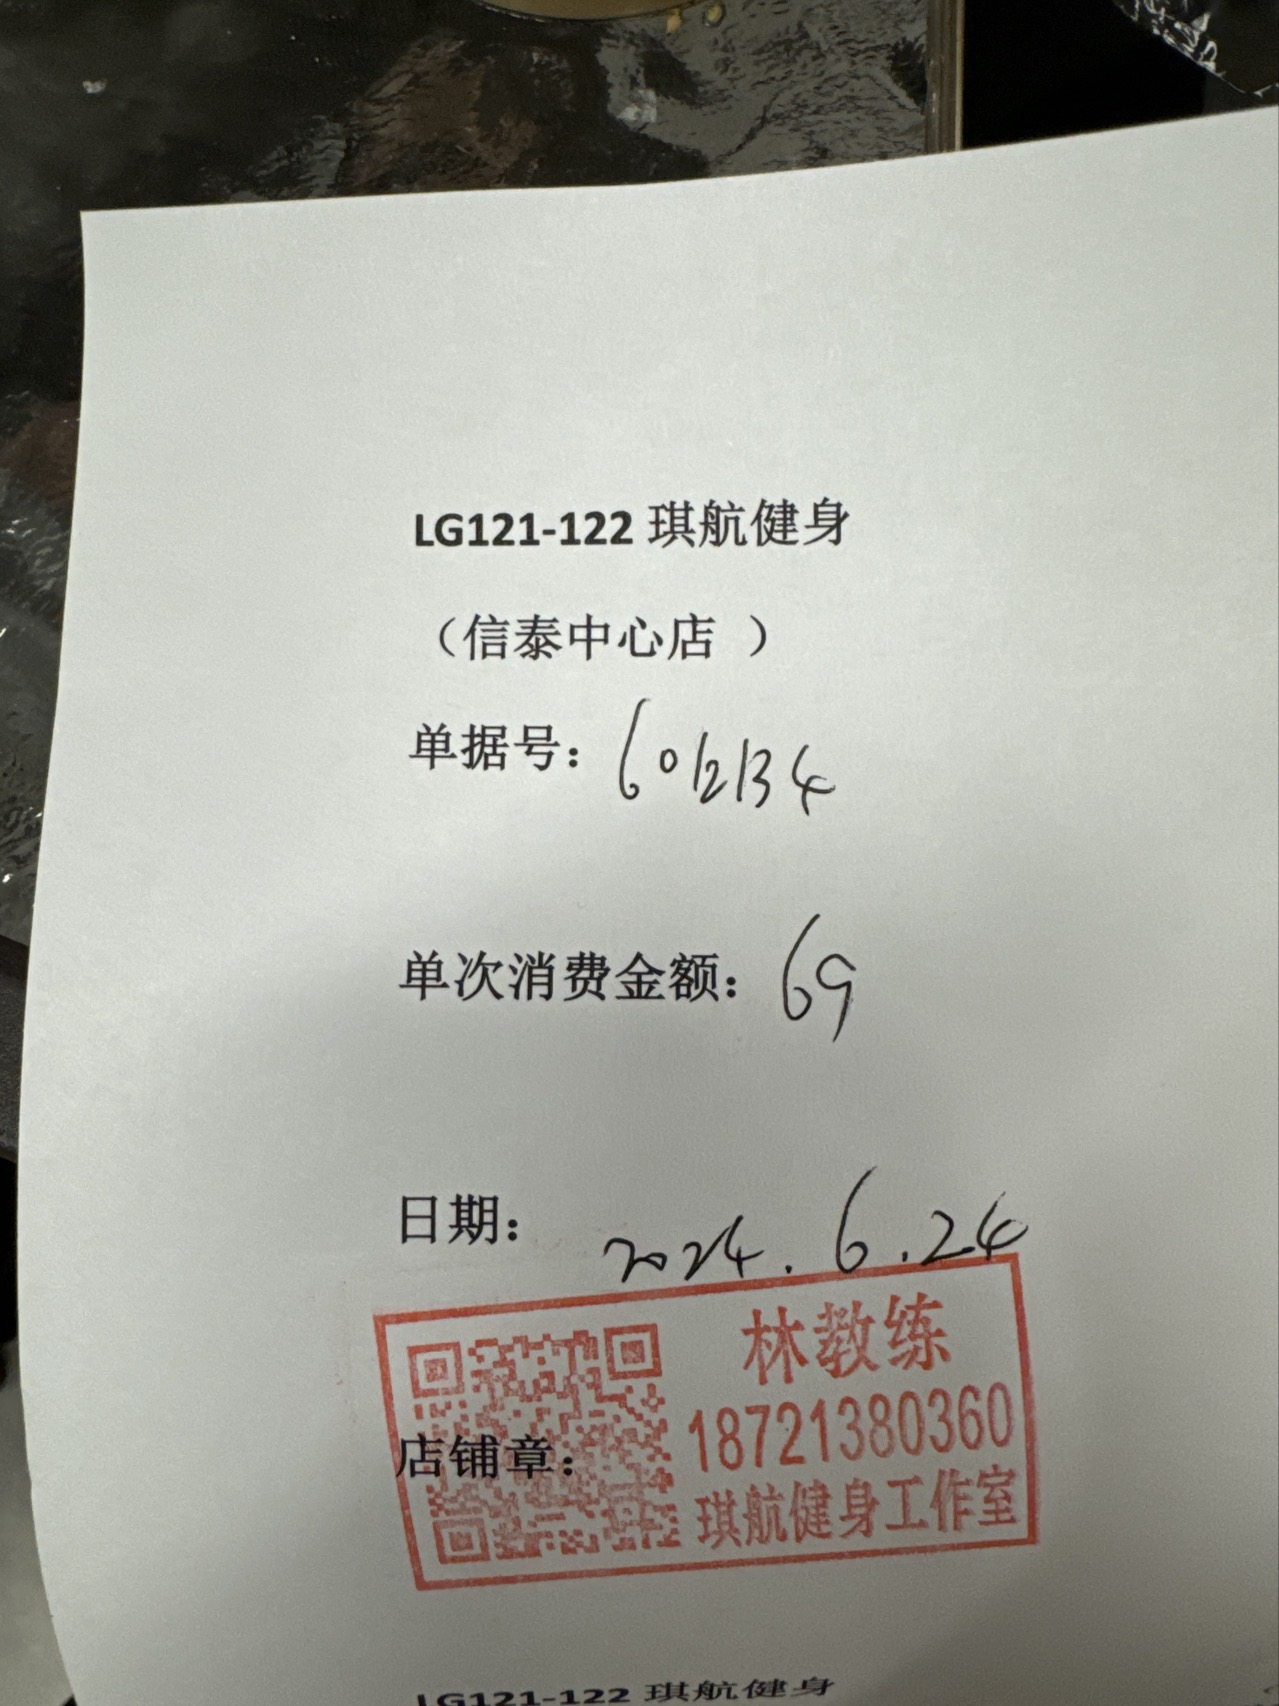 LG121-122 琪航健身
（信泰中心店 ）
单据号：6012134
单次消费金额：69
日期：2024.6.24
林教练
18721380360
店铺章：
琪航健身工作室
LG121-122 琪航健身